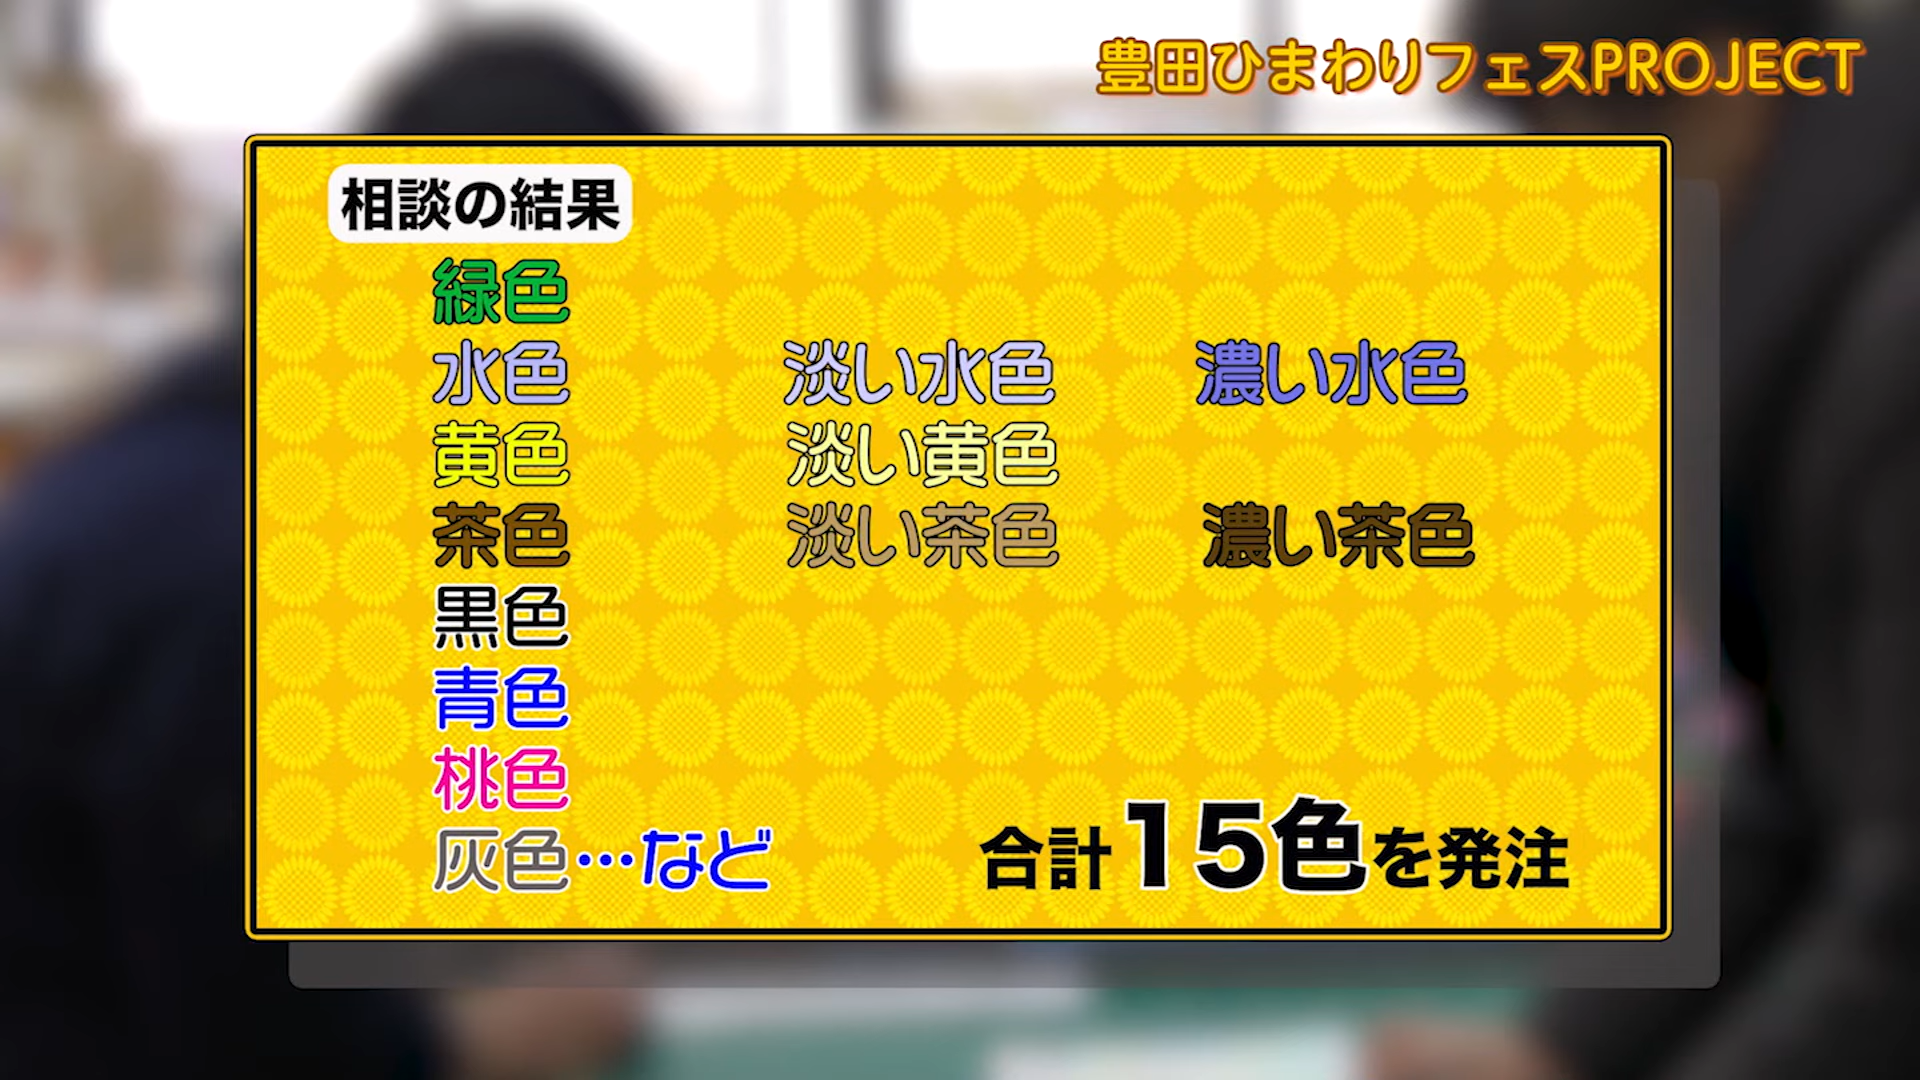 豊田ひまわりフェスPROJECT
相談の結果
緑色
水色 淡い水色 濃い水色
黄色 淡い黄色
茶色 淡い茶色 濃い茶色
黒色
青色
桃色
灰色…など
合計15色を発注